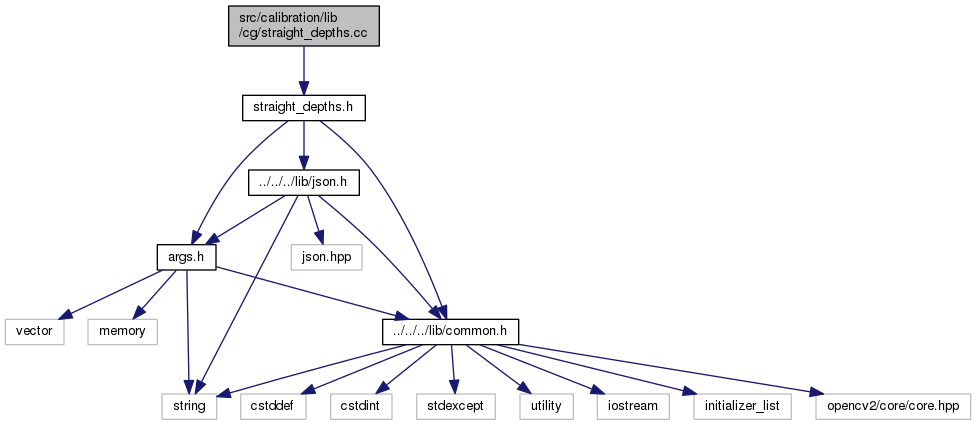 src/calibration/lib
/cg/straight_depths.cc
straight_depths.h
../../../lib/json.h
args.h
json.hpp
vector
memory
../../../lib/common.h
string
cstddef
cstdint
stdexcept
utility
iostream
initializer_list
opencv2/core/core.hpp